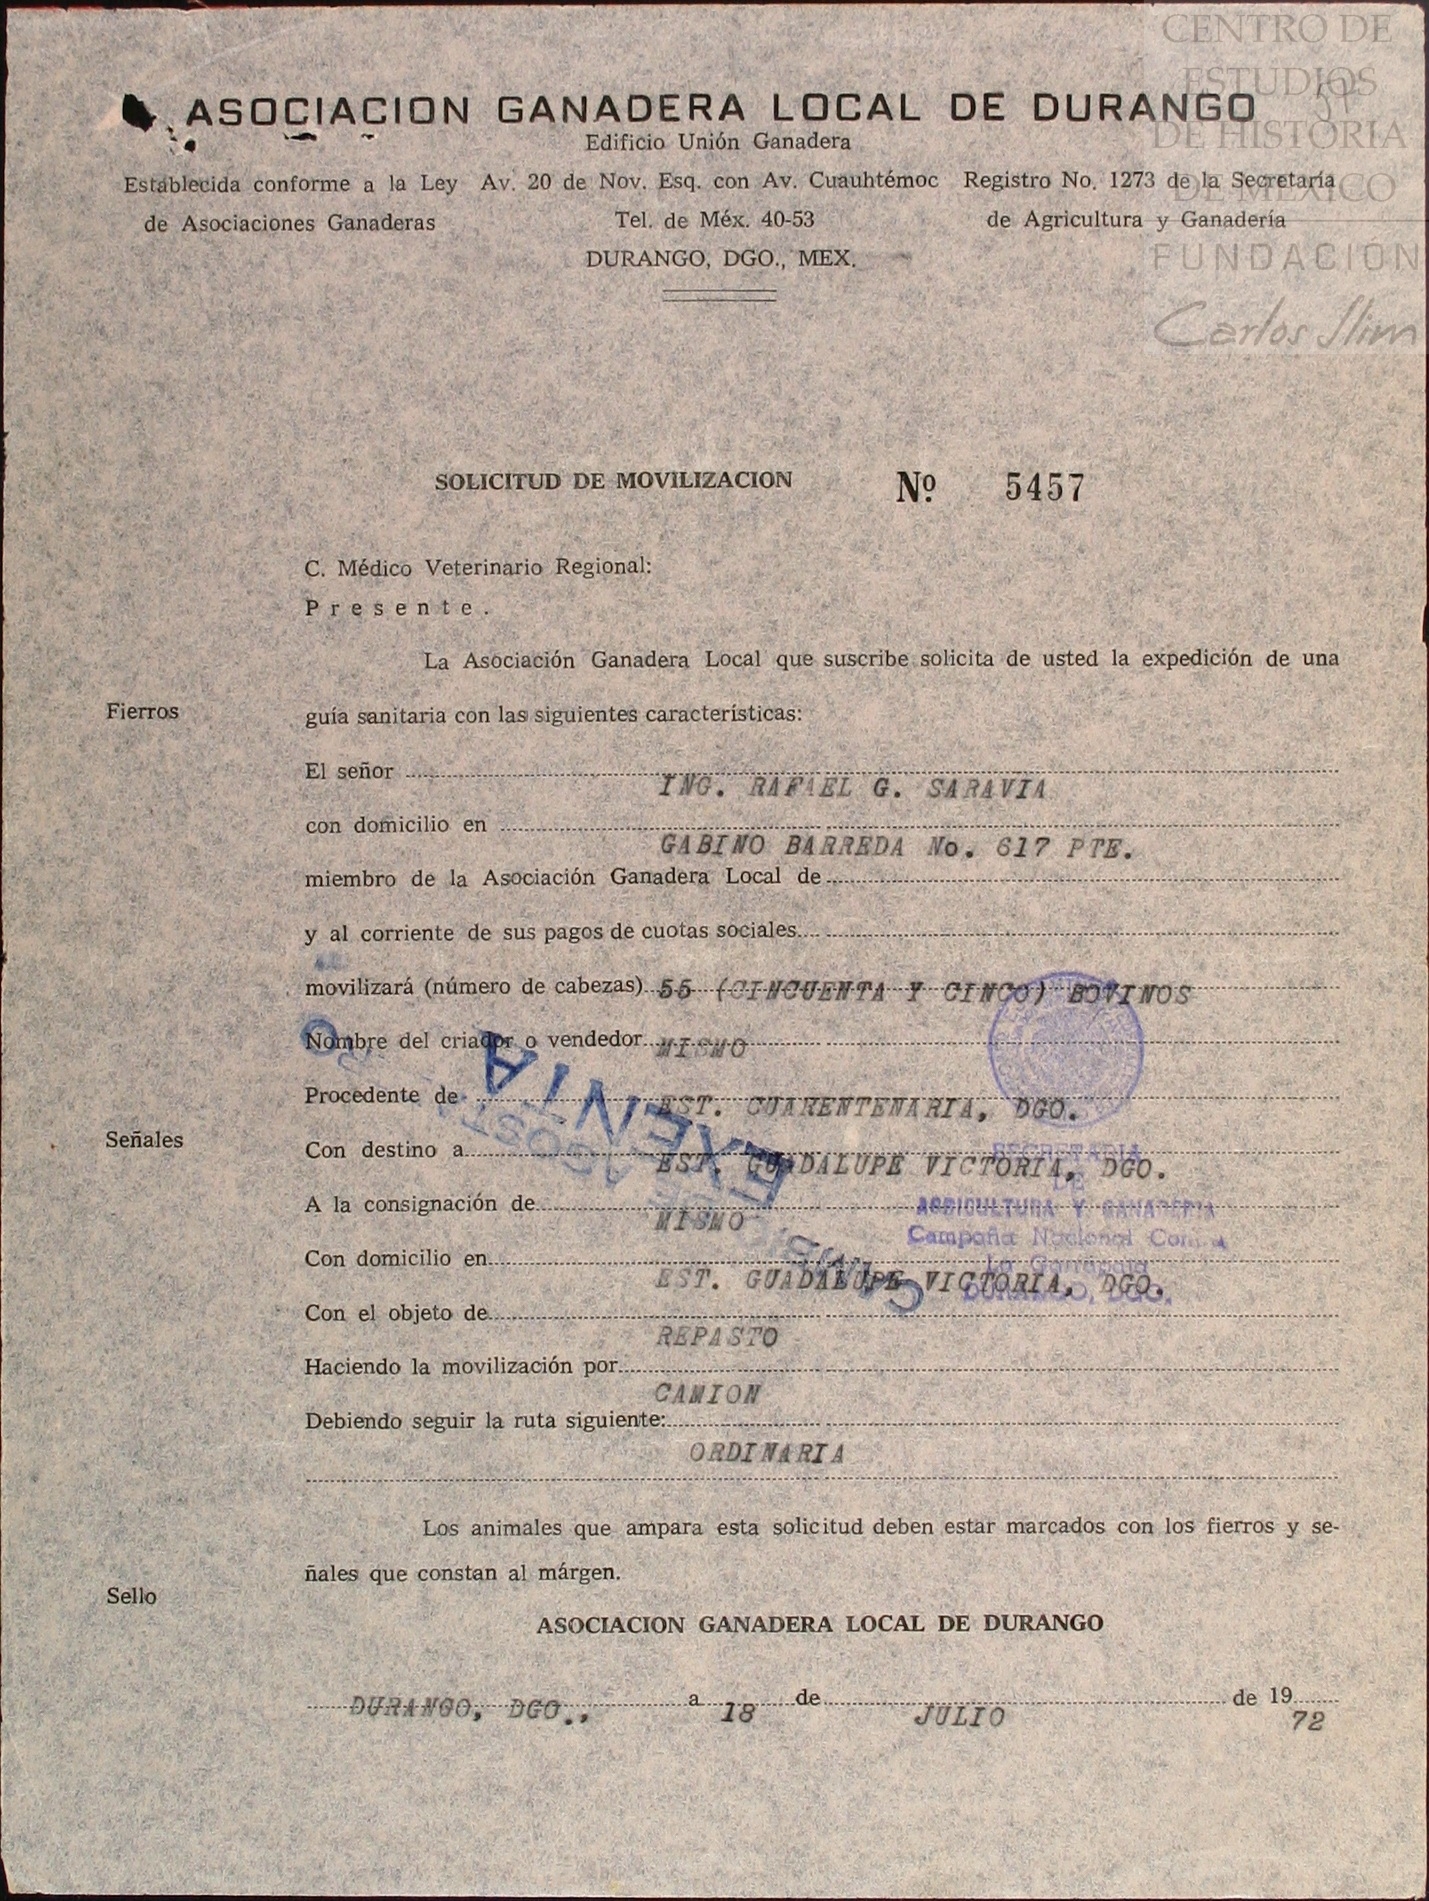 CENTRO DE
ESTUDIOS
DE HISTORIA
DE MÉXICO
FUNDACIÓN
Carlos Slim
ASOCIACION GANADERA LOCAL DE DURANGO
Edificio Unión Ganadera
Establecida conforme a la Ley Av. 20 de Nov. Esq. con Av. Cuauhtémoc Registro No. 1273 de la Secretaría
de Asociaciones Ganaderas Tel. de Méx. 40-53 de Agricultura y Ganadería
DURANGO, DGO., MEX.
SOLICITUD DE MOVILIZACION Nº 5457
C. Médico Veterinario Regional:
Presente.
La Asociación Ganadera Local que suscribe solicita de usted la expedición de una
Fierros
guía sanitaria con las siguientes características:
El señor ING. RAFAEL G. SARAVIA
con domicilio en GABINO BARREDA No. 617 PTE.
miembro de la Asociación Ganadera Local de
y al corriente de sus pagos de cuotas sociales
movilizará (número de cabezas) 55 (CINCUENTA Y CINCO) BOVINOS
Nombre del criador o vendedor MISMO
Procedente de EST. CUARENTENARIA, DGO.
Señales
Con destino a EST. GUADALUPE VICTORIA, DGO.
A la consignación de MISMO
Con domicilio en EST. GUADALUPE VICTORIA, DGO.
Con el objeto de REPASTO
Haciendo la movilización por CAMION
Debiendo seguir la ruta siguiente: ORDINARIA
EXENTA
SECRETARIA
DE
AGRICULTURA Y GANADERIA
Campaña Nacional Contra
La Garrapata
DURANGO, DGO.
Los animales que ampara esta solicitud deben estar marcados con los fierros y se-
ñales que constan al márgen.
Sello
ASOCIACION GANADERA LOCAL DE DURANGO
DURANGO, DGO., a 18 de JULIO de 1972